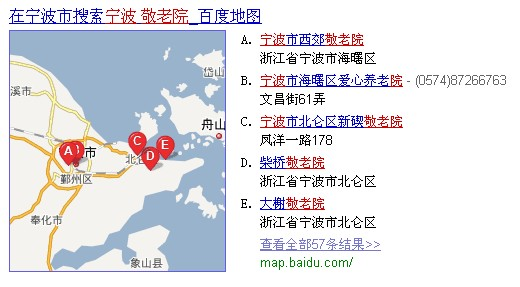 在宁波市搜索宁波 敬老院_百度地图
岱山
溪市
舟山
A
市
C
E
D
北仑
鄞州区
奉化市
象山县
A. 宁波市西郊敬老院
浙江省宁波市海曙区
B. 宁波市海曙区爱心养老院 - (0574)87266763
文昌街61弄
C. 宁波市北仑区新碶敬老院
凤洋一路178
D. 柴桥敬老院
浙江省宁波市北仑区
E. 大榭敬老院
浙江省宁波市北仑区
查看全部57条结果>>
map.baidu.com/